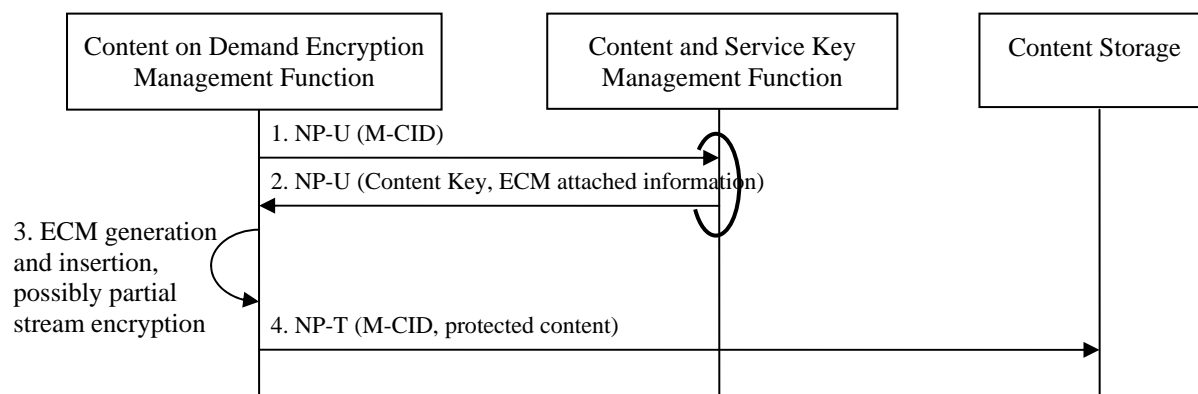 Content on Demand Encryption
Management Function
Content and Service Key
Management Function
Content Storage
1. NP-U (M-CID)
2. NP-U (Content Key, ECM attached information)
3. ECM generation
and insertion,
possibly partial
stream encryption
4. NP-T (M-CID, protected content)